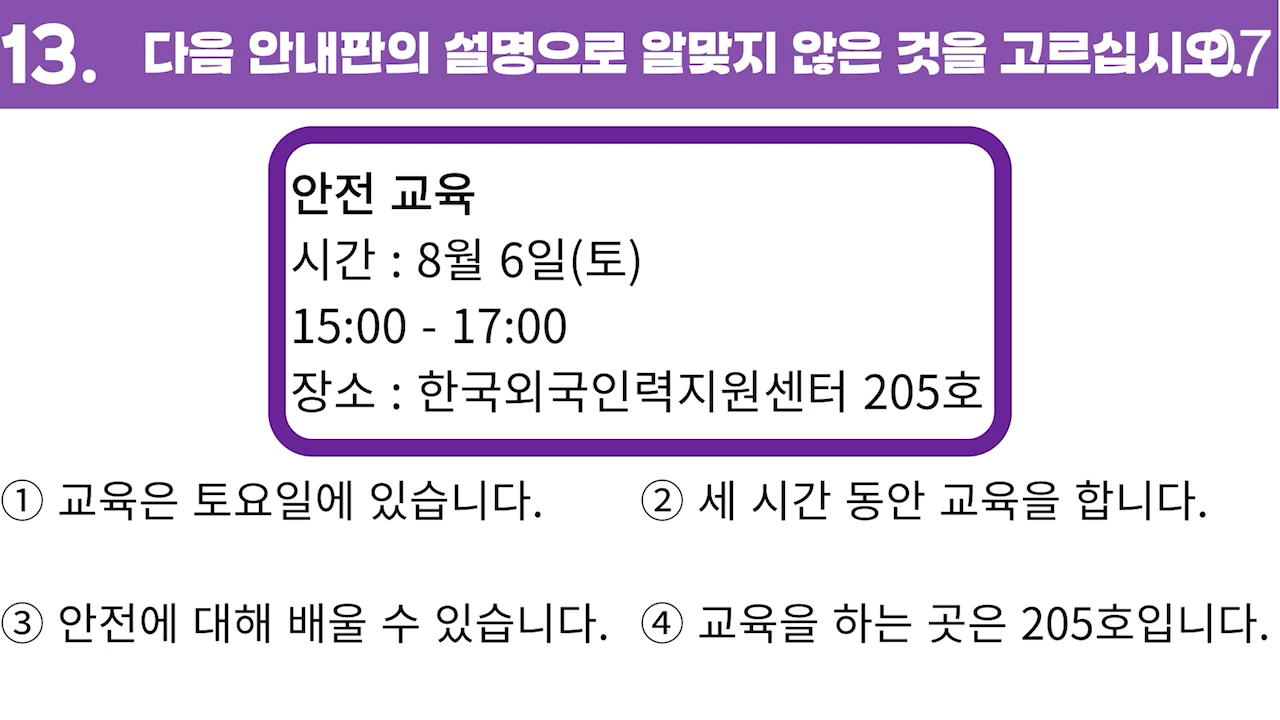 13. 다음 안내판의 설명으로 알맞지 않은 것을 고르십시오.
07
안전 교육
시간 : 8월 6일(토)
15:00 - 17:00
장소 : 한국외국인력지원센터 205호
① 교육은 토요일에 있습니다.
② 세 시간 동안 교육을 합니다.
③ 안전에 대해 배울 수 있습니다.
④ 교육을 하는 곳은 205호입니다.